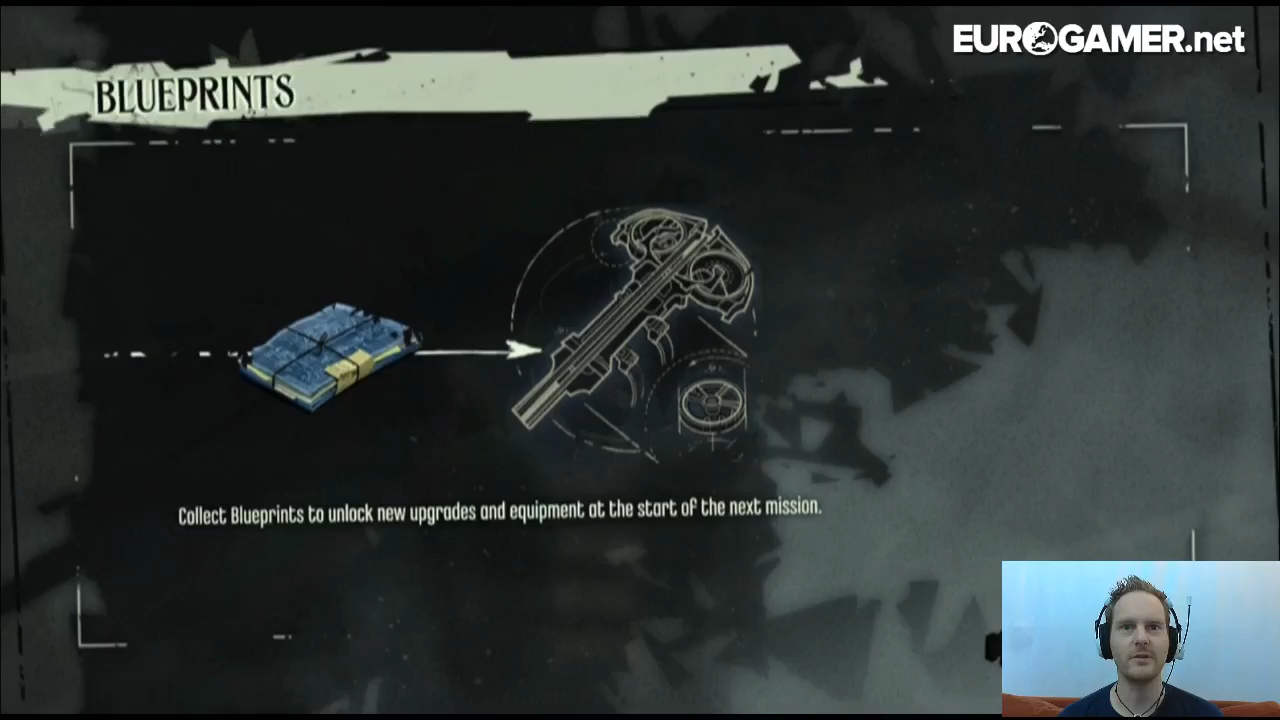 EUROGAMER.net
BLUEPRINTS
Collect Blueprints to unlock new upgrades and equipment at the start of the next mission.